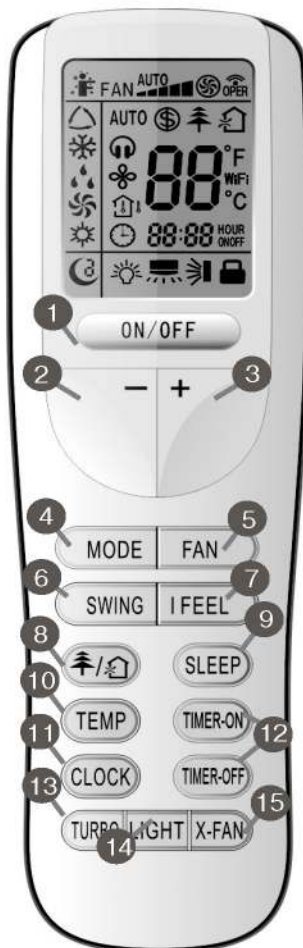 FAN AUTO OPER
AUTO
88 °F
WiFi
°C
88:88 HOUR
ONOFF
1 ON/OFF
2 − + 3
4 MODE FAN 5
6 SWING I FEEL 7
8 / SLEEP 9
10 TEMP TIMER-ON
11 CLOCK TIMER-OFF 12
13 TURBO LIGHT X-FAN 15
14